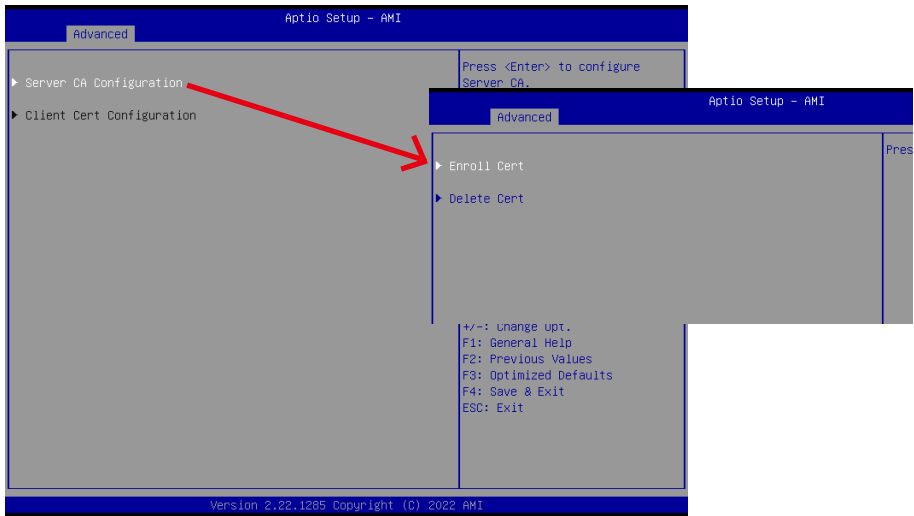 Aptio Setup – AMI
Advanced
▶ Server CA Configuration
▶ Client Cert Configuration
Press <Enter> to configure
Server CA.
Aptio Setup – AMI
Advanced
▶ Enroll Cert
▶ Delete Cert
Pres
+/-: Change Opt.
F1: General Help
F2: Previous Values
F3: Optimized Defaults
F4: Save & Exit
ESC: Exit
Version 2.22.1285 Copyright (C) 2022 AMI